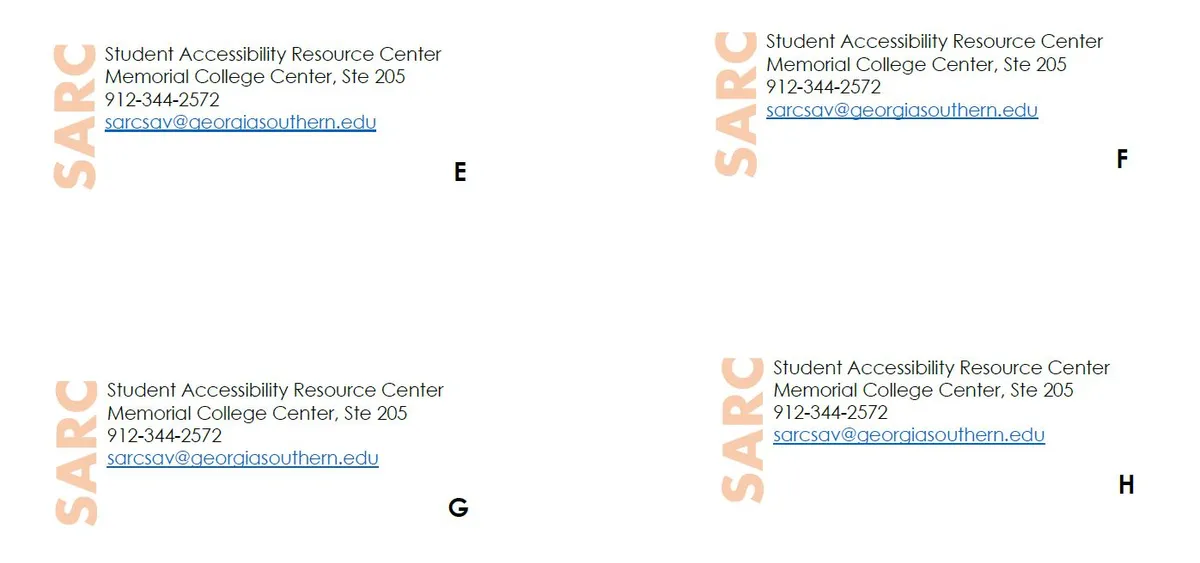 SARC
Student Accessibility Resource Center
Memorial College Center, Ste 205
912-344-2572
sarcsav@georgiasouthern.edu
E
SARC
Student Accessibility Resource Center
Memorial College Center, Ste 205
912-344-2572
sarcsav@georgiasouthern.edu
F
SARC
Student Accessibility Resource Center
Memorial College Center, Ste 205
912-344-2572
sarcsav@georgiasouthern.edu
G
SARC
Student Accessibility Resource Center
Memorial College Center, Ste 205
912-344-2572
sarcsav@georgiasouthern.edu
H